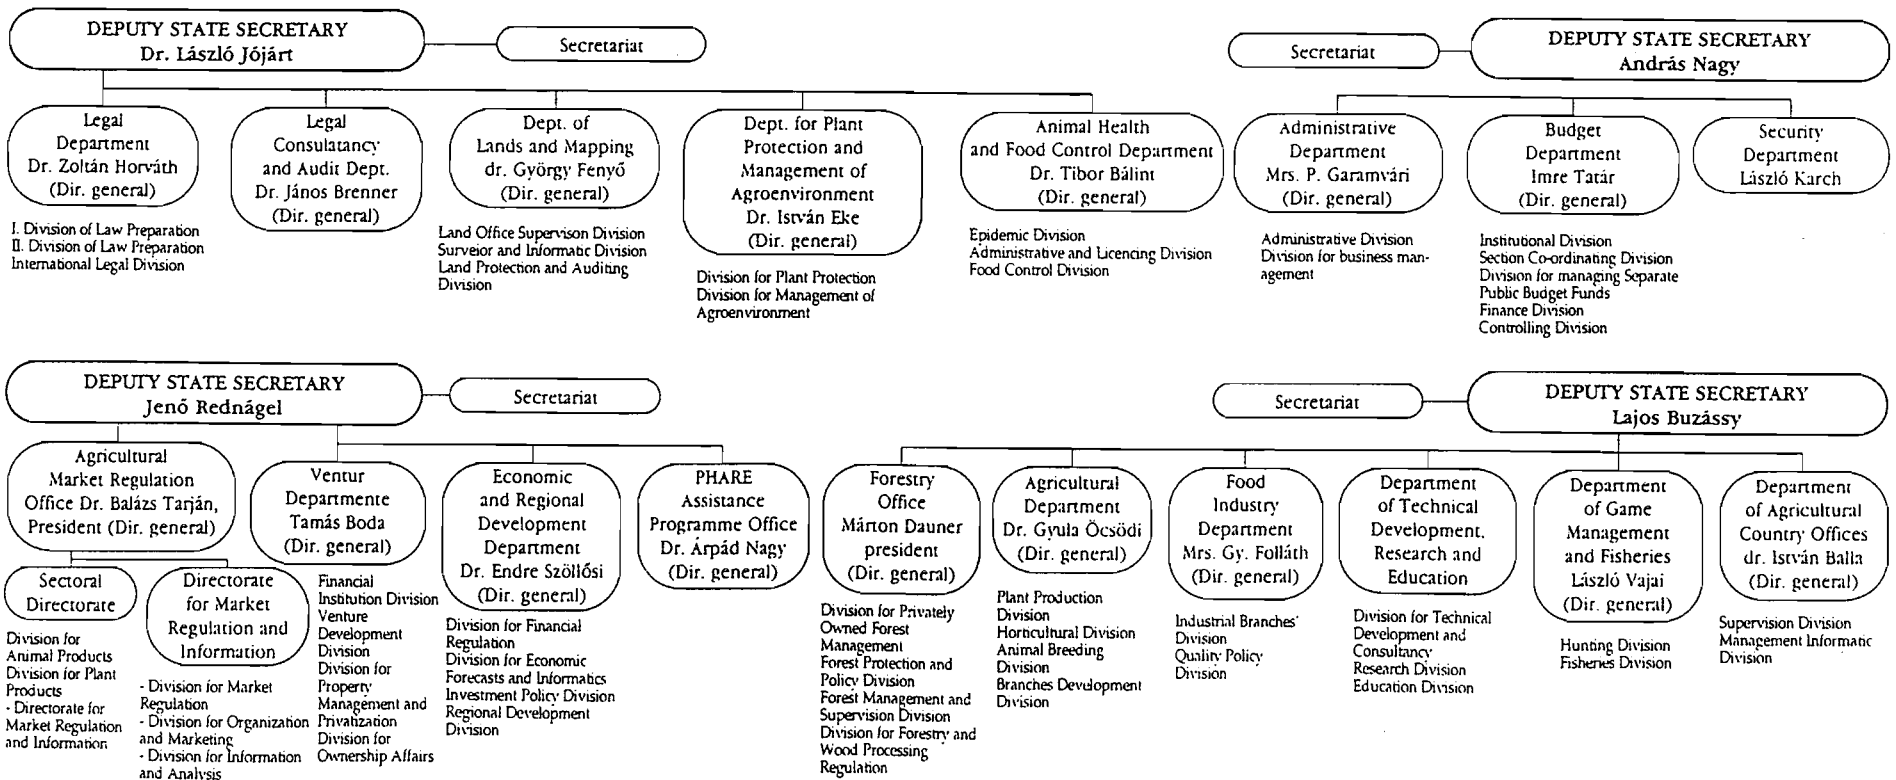 DEPUTY STATE SECRETARY
Dr. László Jójárt
Secretariat
Legal
Department
Dr. Zoltán Horváth
(Dir. general)
I. Division of Law Preparation
II. Division of Law Preparation
International Legal Division
Legal
Consulatancy
and Audit Dept.
Dr. János Brenner
(Dir. general)
Dept. of
Lands and Mapping
dr. György Fenyő
(Dir. general)
Land Office Supervison Division
Surveior and Informatic Division
Land Protection and Auditing
Division
Dept. for Plant
Protection and
Management of
Agroenvironment
Dr. István Eke
(Dir. general)
Division for Plant Protection
Division for Management of
Agroenvironment
Animal Health
and Food Control Department
Dr. Tibor Bálint
(Dir. general)
Epidemic Division
Administrative and Licencing Division
Food Control Division
Secretariat
DEPUTY STATE SECRETARY
András Nagy
Administrative
Department
Mrs. P. Garamvári
(Dir. general)
Administrative Division
Division for business man-
agement
Budget
Department
Imre Tatár
(Dir. general)
Institutional Division
Section Co-ordinating Division
Division for managing Separate
Public Budget Funds
Finance Division
Controlling Division
Security
Department
László Karch
DEPUTY STATE SECRETARY
Jenő Rednágel
Secretariat
Agricultural
Market Regulation
Office Dr. Balázs Tarján,
President (Dir. general)
Sectoral
Directorate
Division for
Animal Products
Division for Plant
Products
- Directorate for
Market Regulation
and Information
Directorate
for Market
Regulation and
Information
- Division for Market
Regulation
- Division for Organization
and Marketing
- Division for Information
and Analysis
Ventur
Departmente
Tamás Boda
(Dir. general)
Financial
Institution Division
Venture
Development
Division
Division for
Property
Management and
Privatization
Division for
Ownership Affairs
Economic
and Regional
Development
Department
Dr. Endre Szöllősi
(Dir. general)
Division for Financial
Regulation
Division for Economic
Forecasts and Informatics
Investment Policy Division
Regional Development
Division
PHARE
Assistance
Programme Office
Dr. Árpád Nagy
(Dir. general)
Secretariat
DEPUTY STATE SECRETARY
Lajos Buzássy
Forestry
Office
Márton Dauner
president
(Dir. general)
Division for Privately
Owned Forest
Management
Forest Protection and
Policy Division
Forest Management and
Supervision Division
Division for Forestry and
Wood Processing
Regulation
Agricultural
Department
Dr. Gyula Öcsödi
(Dir. general)
Plant Production
Division
Horticultural Division
Animal Breeding
Division
Branches Development
Division
Food
Industry
Department
Mrs. Gy. Folláth
(Dir. general)
Industrial Branches'
Division
Quality Policy
Division
Department
of Technical
Development,
Research and
Education
Division for Technical
Development and
Consultancy
Research Division
Education Division
Department
of Game
Management
and Fisheries
László Vajai
(Dir. general)
Hunting Division
Fisheries Division
Department
of Agricultural
Country Offices
dr. István Balla
(Dir. general)
Supervision Division
Management Informatic
Division